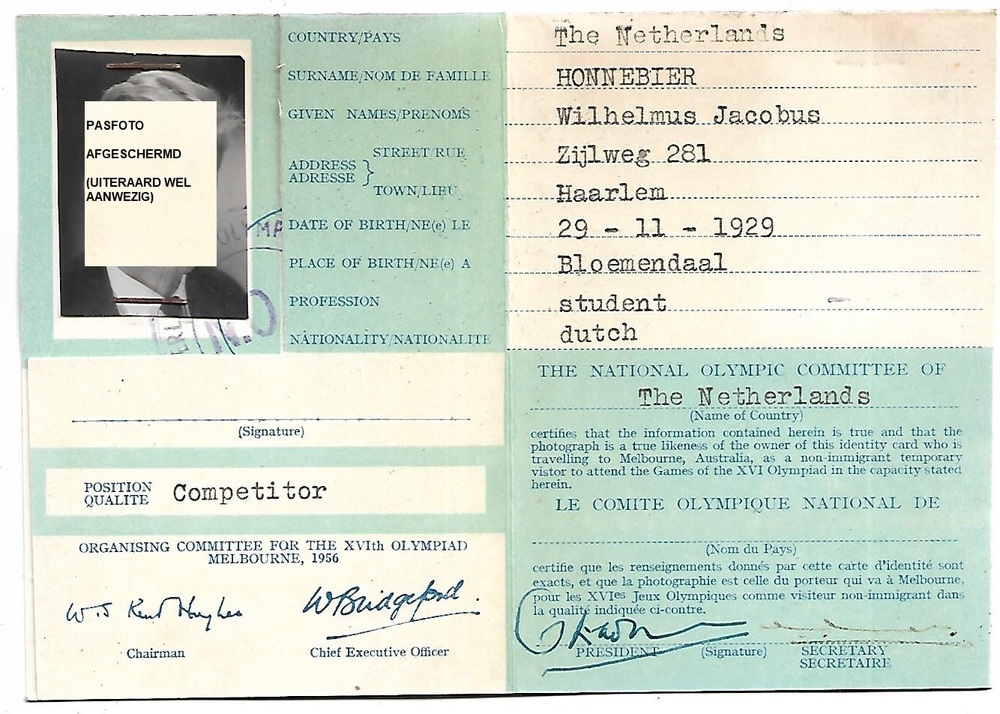 PASFOTO
AFGESCHERMD
(UITERAARD WEL
AANWEZIG)
OLYMP
N.O
COUNTRY/PAYS The Netherlands
SURNAME/NOM DE FAMILLE HONNEBIER
GIVEN NAMES/PRENOMS Wilhelmus Jacobus
ADDRESS ADRESSE } STREET/RUE Zijlweg 281
TOWN/LIEU Haarlem
DATE OF BIRTH/NE(e) LE 29 - 11 - 1929
PLACE OF BIRTH/NE(e) A Bloemendaal
PROFESSION student
NATIONALITY/NATIONALITE dutch
(Signature)
POSITION
QUALITE Competitor
ORGANISING COMMITTEE FOR THE XVIth OLYMPIAD
MELBOURNE, 1956
W.S Kent Hughes
W Bridgeford.
Chairman
Chief Executive Officer
THE NATIONAL OLYMPIC COMMITTEE OF
The Netherlands
(Name of Country)
certifies that the information contained herein is true and that the
photograph is a true likeness of the owner of this identity card who is
travelling to Melbourne, Australia, as a non-immigrant temporary
vistor to attend the Games of the XVI Olympiad in the capacity stated
herein.
LE COMITE OLYMPIQUE NATIONAL DE
(Nom du Pays)
certifie que les renseignements donnés par cette carte d'identité sont
exacts, et que la photographie est celle du porteur qui va à Melbourne,
pour les XVIes Jeux Olympiques comme visiteur non-immigrant dans
la qualité indiquée ci-contre.
PRESIDENT (Signature) SECRETARY
SECRETAIRE